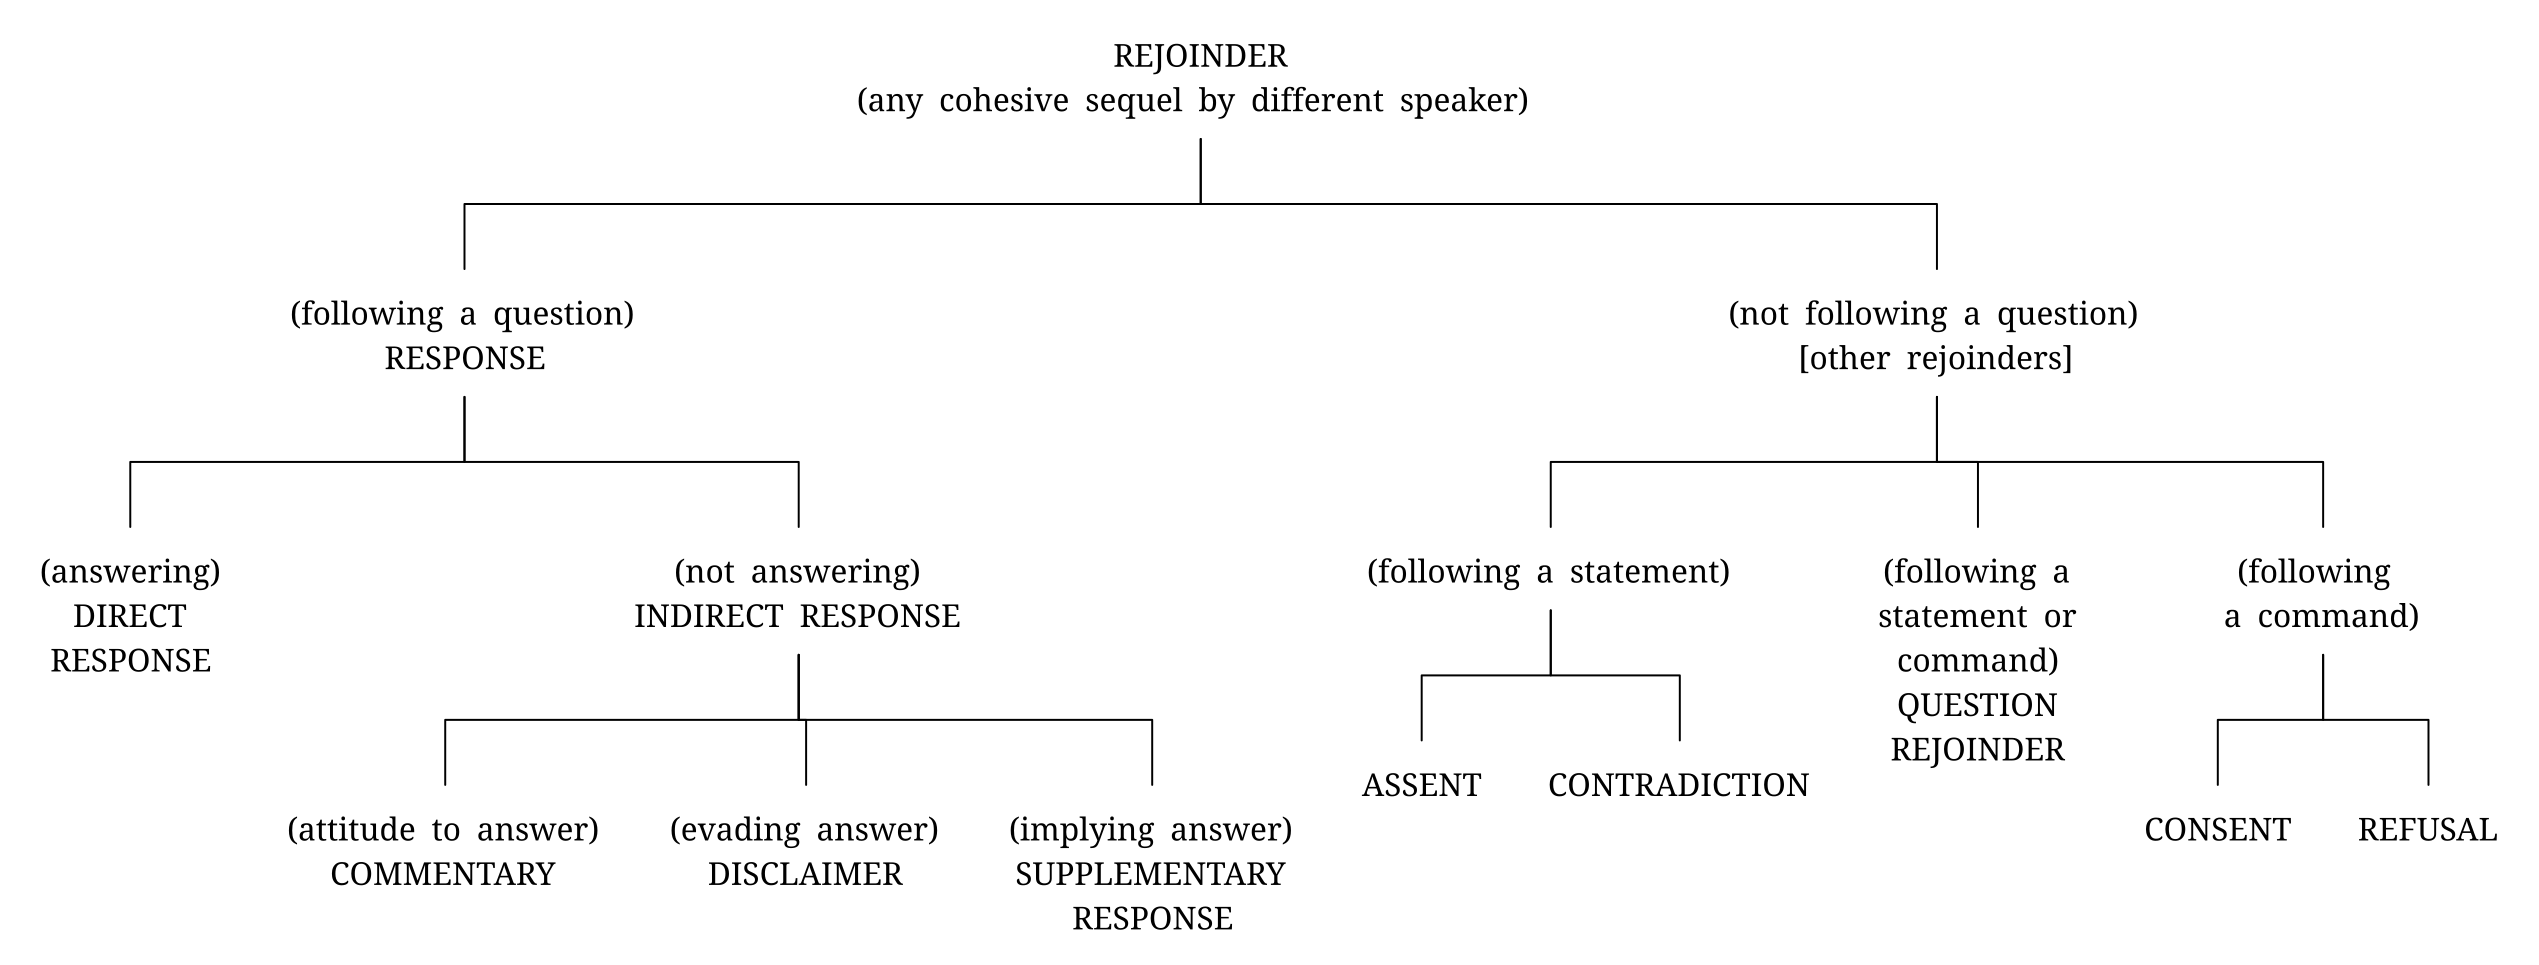 REJOINDER
(any cohesive sequel by different speaker)
(following a question)
RESPONSE
(not following a question)
[other rejoinders]
(answering)
DIRECT
RESPONSE
(not answering)
INDIRECT RESPONSE
(following a statement)
(following a
statement or
command)
QUESTION
REJOINDER
(following
a command)
(attitude to answer)
COMMENTARY
(evading answer)
DISCLAIMER
(implying answer)
SUPPLEMENTARY
RESPONSE
ASSENT
CONTRADICTION
CONSENT
REFUSAL